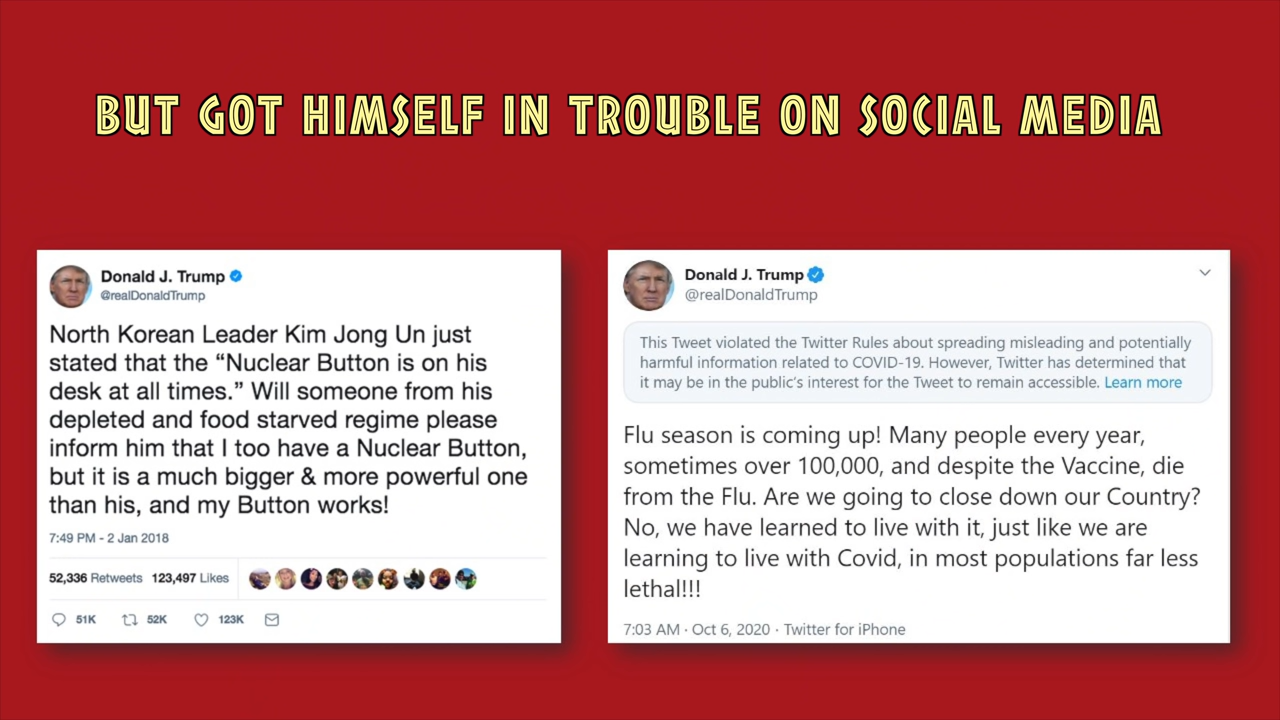 BUT GOT HIMSELF IN TROUBLE ON SOCIAL MEDIA
Donald J. Trump
@realDonaldTrump
North Korean Leader Kim Jong Un just
stated that the “Nuclear Button is on his
desk at all times.” Will someone from his
depleted and food starved regime please
inform him that I too have a Nuclear Button,
but it is a much bigger & more powerful one
than his, and my Button works!
7:49 PM - 2 Jan 2018
52,336 Retweets 123,497 Likes
51K 52K 123K
Donald J. Trump
@realDonaldTrump
This Tweet violated the Twitter Rules about spreading misleading and potentially
harmful information related to COVID-19. However, Twitter has determined that
it may be in the public’s interest for the Tweet to remain accessible. Learn more
Flu season is coming up! Many people every year,
sometimes over 100,000, and despite the Vaccine, die
from the Flu. Are we going to close down our Country?
No, we have learned to live with it, just like we are
learning to live with Covid, in most populations far less
lethal!!!
7:03 AM · Oct 6, 2020 · Twitter for iPhone